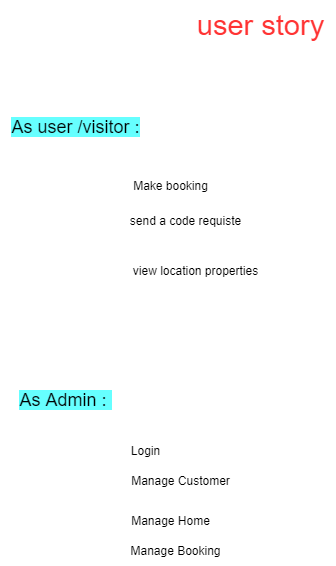 user story
As user /visitor :
Make booking
send a code requiste
view location properties
As Admin :
Login
Manage Customer
Manage Home
Manage Booking